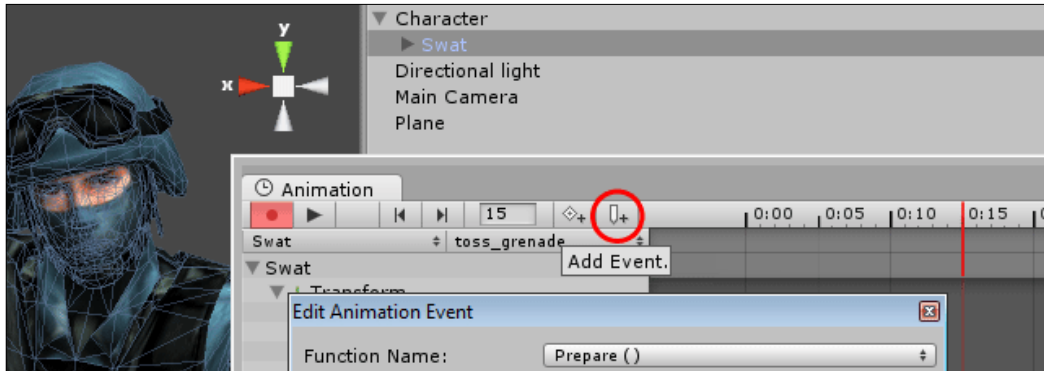 Character
Swat
Directional light
Main Camera
Plane
y
x
Animation
15
0:00 0:05 0:10 0:15
Swat toss_grenade
Add Event.
Swat
Transform
Edit Animation Event
Function Name: Prepare ( )